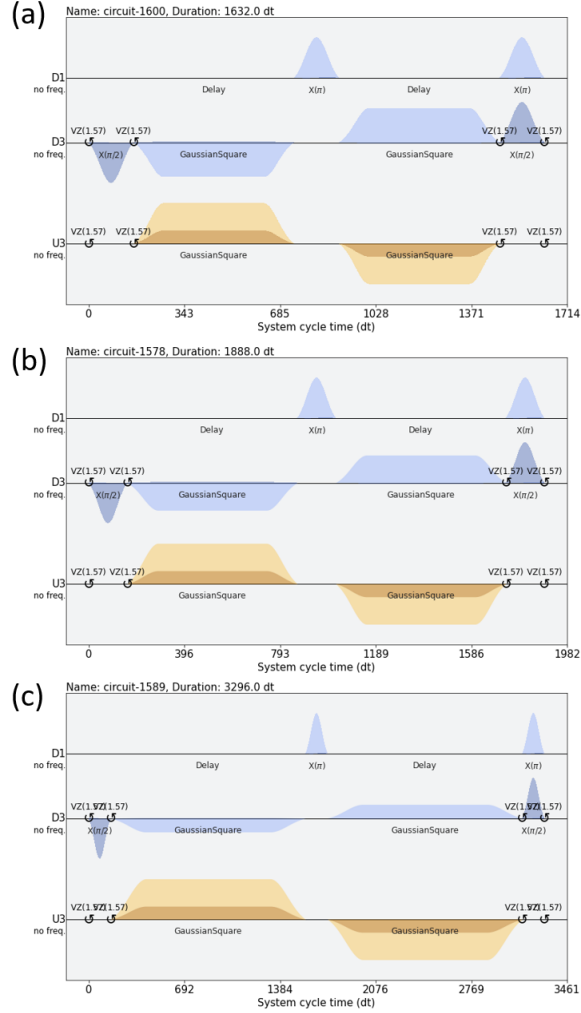 (a)
Name: circuit-1600, Duration: 1632.0 dt
D1
no freq.
Delay X(π) Delay X(π)
VZ(1.57) VZ(1.57) VZ(1.57) VZ(1.57)
D3
no freq.
X(π/2) GaussianSquare GaussianSquare X(π/2)
VZ(1.57) VZ(1.57) VZ(1.57) VZ(1.57)
U3
no freq.
GaussianSquare GaussianSquare
0 343 685 1028 1371 1714
System cycle time (dt)
(b)
Name: circuit-1578, Duration: 1888.0 dt
D1
no freq.
Delay X(π) Delay X(π)
VZ(1.57) VZ(1.57) VZ(1.57) VZ(1.57)
D3
no freq.
X(π/2) GaussianSquare GaussianSquare X(π/2)
VZ(1.57) VZ(1.57) VZ(1.57) VZ(1.57)
U3
no freq.
GaussianSquare GaussianSquare
0 396 793 1189 1586 1982
System cycle time (dt)
(c)
Name: circuit-1589, Duration: 3296.0 dt
D1
no freq.
Delay X(π) Delay X(π)
VZ(1.57) VZ(1.57) VZ(1.57) VZ(1.57)
D3
no freq.
X(π/2) GaussianSquare GaussianSquare X(π/2)
VZ(1.57) VZ(1.57) VZ(1.57) VZ(1.57)
U3
no freq.
GaussianSquare GaussianSquare
0 692 1384 2076 2769 3461
System cycle time (dt)